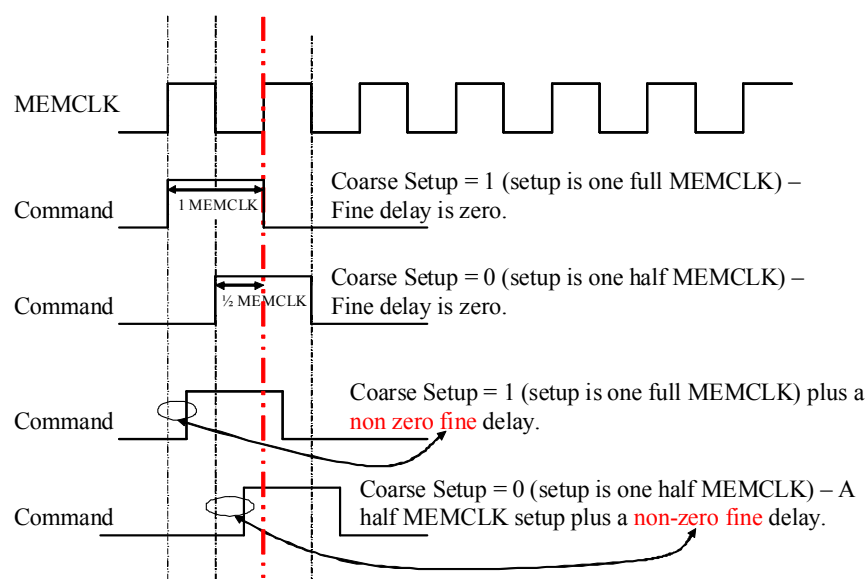 MEMCLK
Coarse Setup = 1 (setup is one full MEMCLK) –
Fine delay is zero.
Command
1 MEMCLK
Coarse Setup = 0 (setup is one half MEMCLK) –
Fine delay is zero.
Command
½ MEMCLK
Coarse Setup = 1 (setup is one full MEMCLK) plus a
non zero fine delay.
Command
Coarse Setup = 0 (setup is one half MEMCLK) – A
half MEMCLK setup plus a non-zero fine delay.
Command